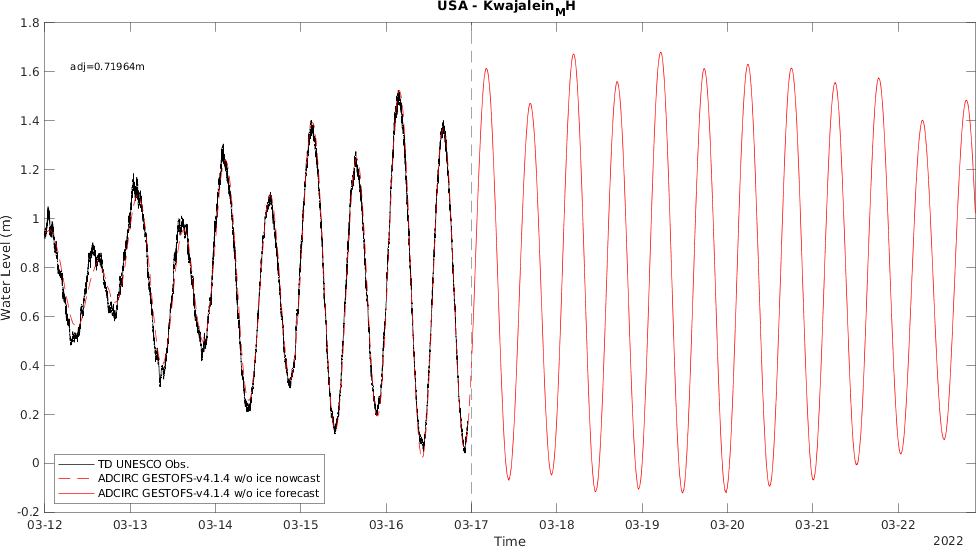 USA - Kwajalein_MH
1.8
1.6
1.4
1.2
1
0.8
0.6
0.4
0.2
0
-0.2
Water Level (m)
adj=0.71964m
TD UNESCO Obs.
ADCIRC GESTOFS-v4.1.4 w/o ice nowcast
ADCIRC GESTOFS-v4.1.4 w/o ice forecast
03-12 03-13 03-14 03-15 03-16 03-17 03-18 03-19 03-20 03-21 03-22
Time
2022